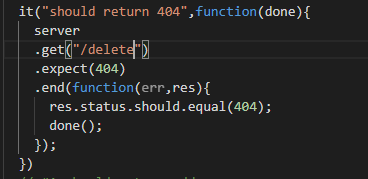 it("should return 404",function(done){
server
.get("/delete")
.expect(404)
.end(function(err,res){
res.status.should.equal(404);
done();
});
})